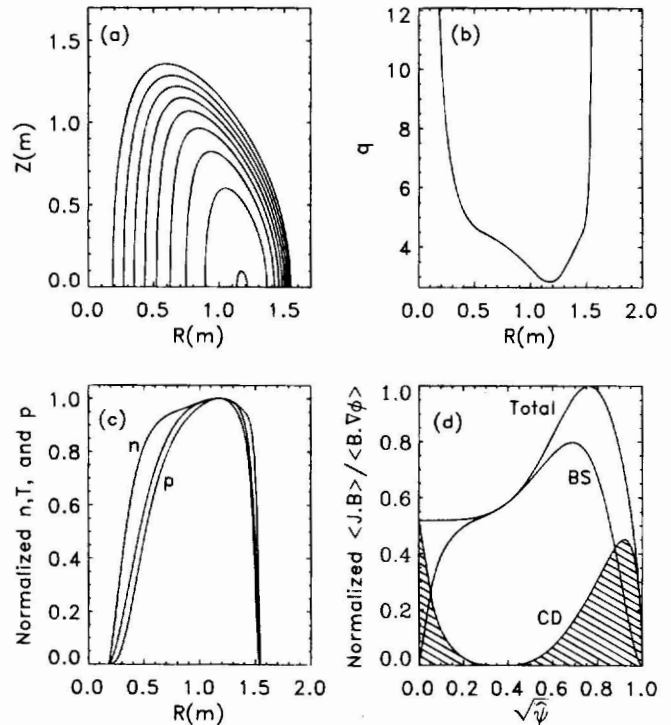 (a)
1.5
1.0
0.5
0.0
Z(m)
0.0 0.5 1.0 1.5
R(m)
(b)
12
10
8
6
4
q
0.0 0.5 1.0 1.5 2.0
R(m)
(c)
n
p
1.0
0.8
0.6
0.4
0.2
0.0
Normalized n,T, and p
0.0 0.5 1.0 1.5 2.0
R(m)
(d)
Total
BS
CD
1.0
0.8
0.6
0.4
0.2
0.0
Normalized <J.B>/<B.∇ϕ>
0.0 0.2 0.4 0.6 0.8 1.0
√ψ̂